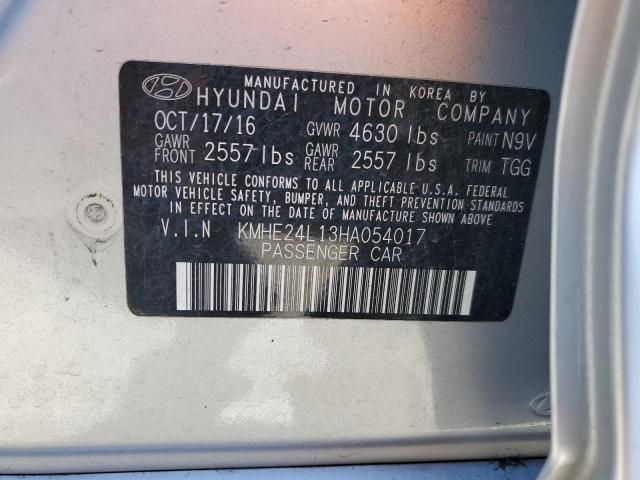 MANUFACTURED IN KOREA BY
HYUNDAI MOTOR COMPANY
OCT/17/16 GVWR 4630 lbs PAINT N9V
GAWR FRONT 2557 lbs GAWR REAR 2557 lbs TRIM TGG
THIS VEHICLE CONFORMS TO ALL APPLICABLE U.S.A. FEDERAL
MOTOR VEHICLE SAFETY, BUMPER, AND THEFT PREVENTION STANDARDS
IN EFFECT ON THE DATE OF MANUFACTURE SHOWN ABOVE.
V.I.N KMHE24L13HA054017
PASSENGER CAR